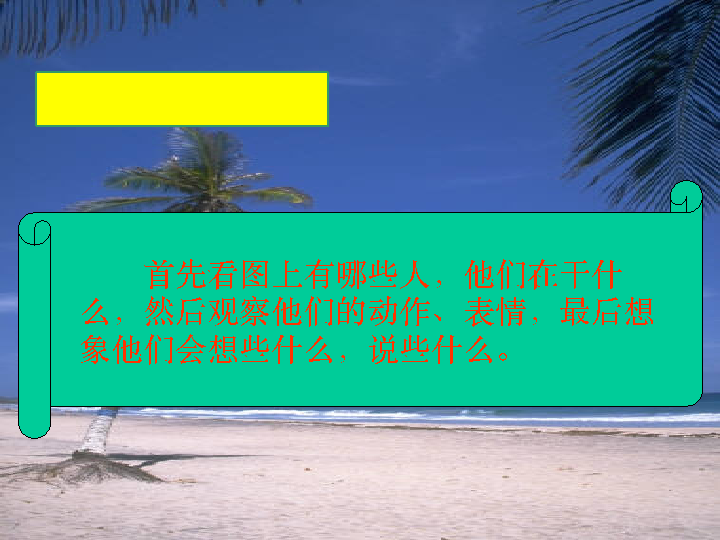 首先看图上有哪些人，他们在干什
么，然后观察他们的动作、表情，最后想
象他们会想些什么，说些什么。